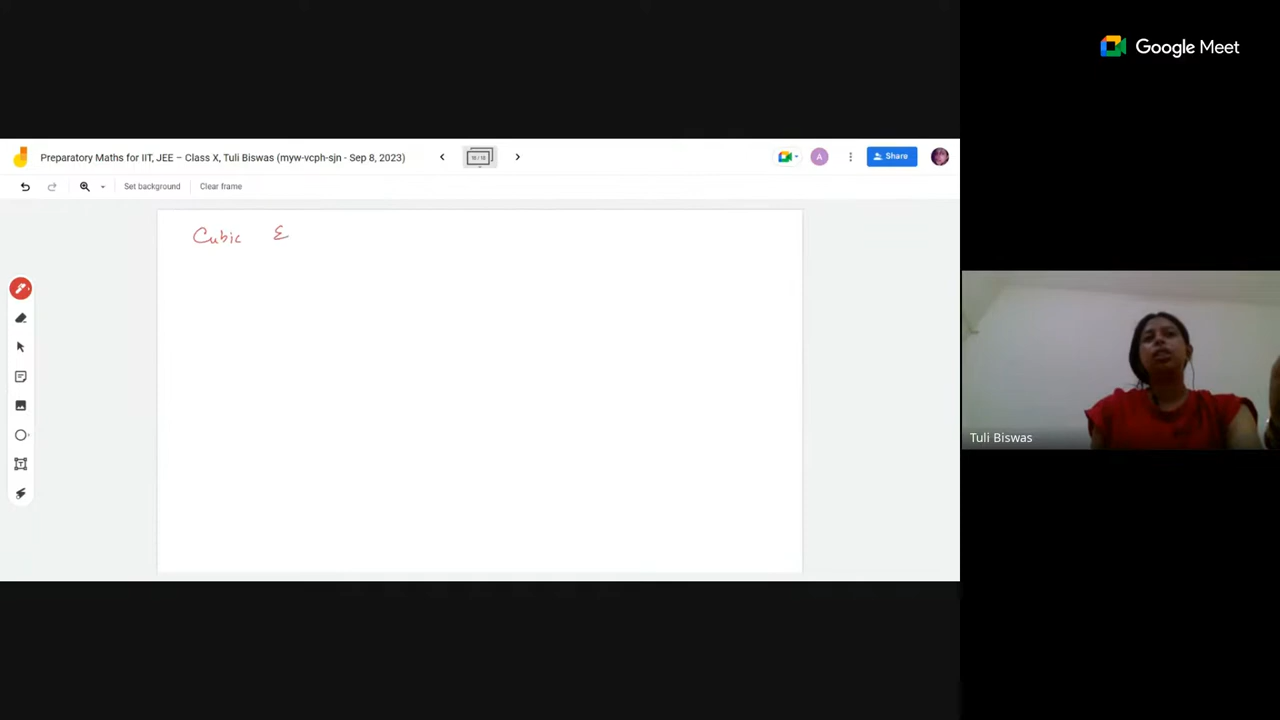 Google Meet
Preparatory Maths for IIT, JEE – Class X, Tuli Biswas (myw-vcph-sjn - Sep 8, 2023)
A
Share
Set background
Clear frame
Cubic E
Tuli Biswas